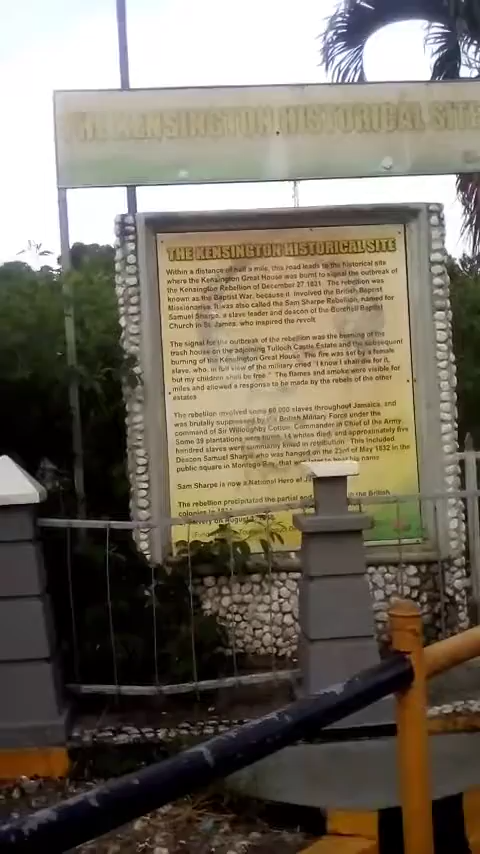 THE KENSINGTON HISTORICAL SITE
THE KENSINGTON HISTORICAL SITE
Within a distance of half a mile, this road leads to the historical site
where the Kensington Great House was burnt to signal the outbreak of
the Kensington Rebellion of December 27, 1831. The rebellion was
known as the Baptist War, because it involved the British Baptist
Missionaries. It was also called the Sam Sharpe Rebellion, named for
Samuel Sharpe, a slave leader and deacon of the Burchell Baptist
Church in St. James, who inspired the revolt.
The signal for the outbreak of the rebellion was the burning of the
trash house on the adjoining Tulloch Castle Estate and the subsequent
burning of the Kensington Great House. The fire was set by a female
slave, who, in full view of the military cried "I know I shall die for it,
but my children shall be free." The flames and smoke were visible for
miles and allowed a response to be made by the rebels of the other
estates.
The rebellion involved some 60,000 slaves throughout Jamaica, and
was brutally suppressed by the British Military Force under the
command of Sir Willoughby Cotton, Commander in Chief of the Army
Some 39 plantations were burnt, 14 whites died, and approximately five
hundred slaves were summarily killed in retribution. This included
Deacon Samuel Sharpe who was hanged on the 23rd of May 1832 in the
public square in Montego Bay, that was later to bear his name
Sam Sharpe is now a National Hero of
The rebellion precipitated the partial the British
colonies in
slavery on August